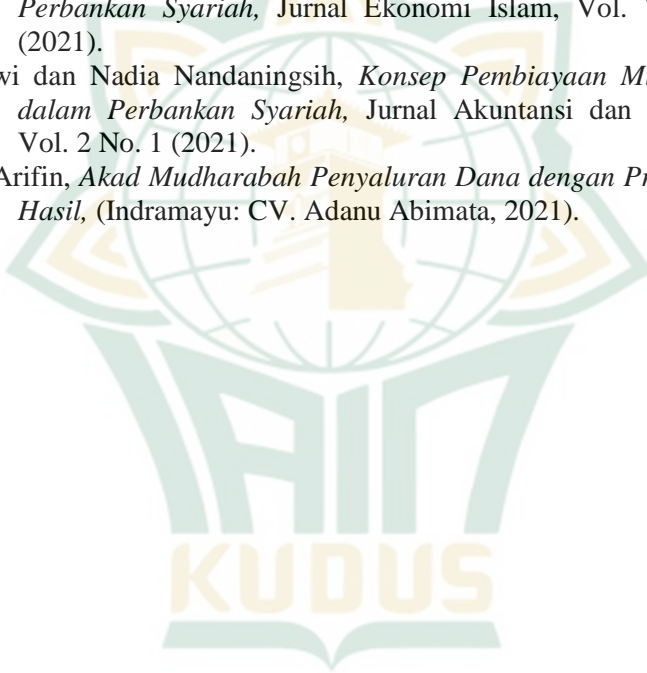 Perbankan Syariah, Jurnal Ekonomi Islam, Vol.
(2021).
wi dan Nadia Nandaningsih, Konsep Pembiayaan
dalam Perbankan Syariah, Jurnal Akuntansi dan
Vol. 2 No. 1 (2021).
Arifin, Akad Mudharabah Penyaluran Dana dengan
Hasil, (Indramayu: CV. Adanu Abimata, 2021).
IAIN
KUDUS